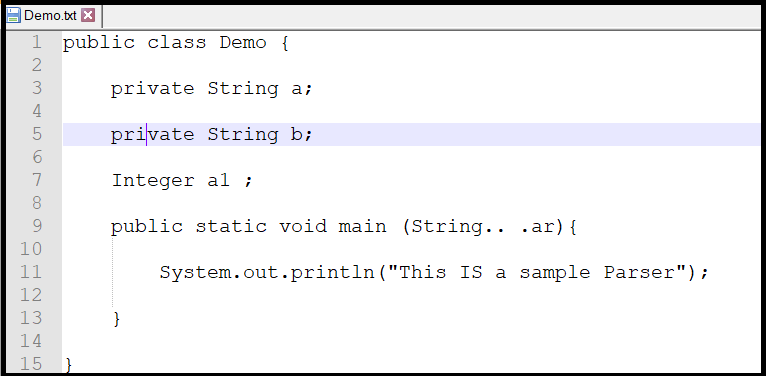 Demo.txt
1 public class Demo {
2
3 private String a;
4
5 private String b;
6
7 Integer a1 ;
8
9 public static void main (String.. .ar){
10
11 System.out.println("This IS a sample Parser");
12
13 }
14
15 }